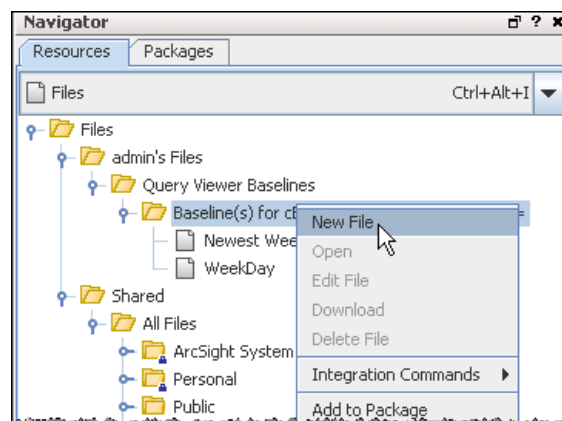 Navigator
Resources Packages
Files Ctrl+Alt+I
Files
admin's Files
Query Viewer Baselines
Baseline(s) for =
New File
Newest
Open
WeekDay
Edit File
Shared
Download
All Files
Delete File
ArcSight System
Personal
Integration Commands
Public
Add to Package